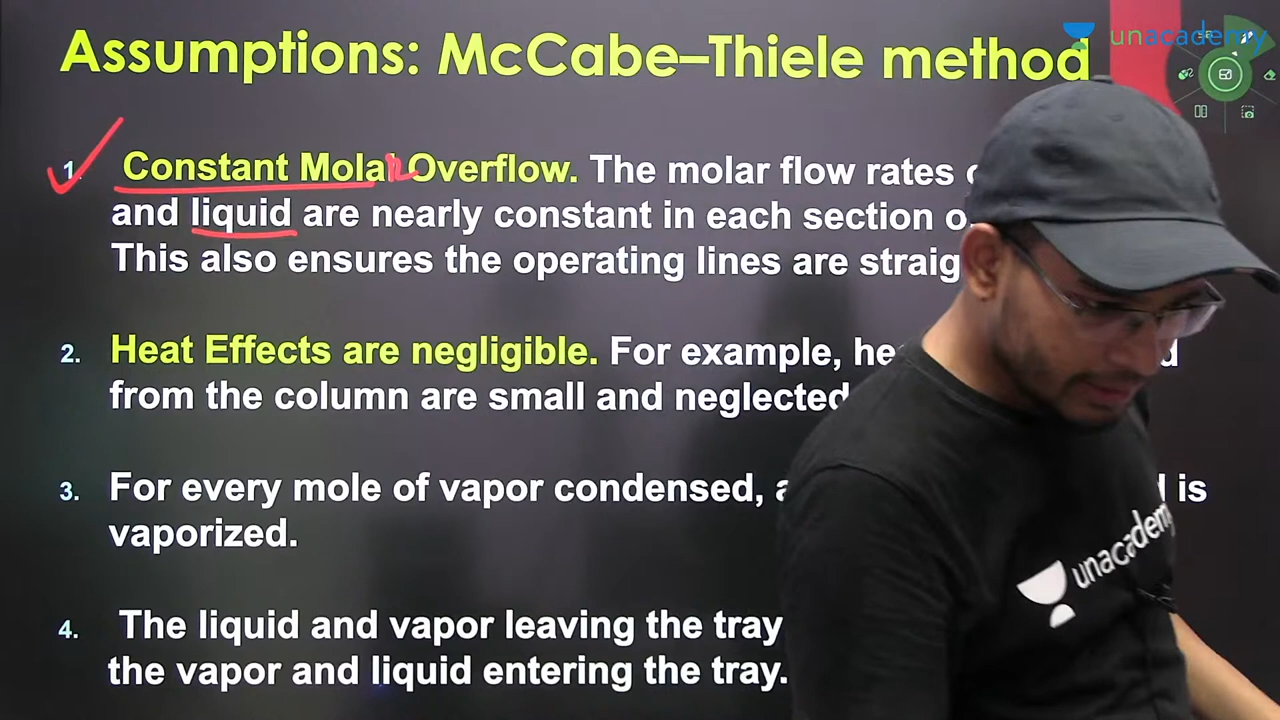 Assumptions: McCabe–Thiele method
unacademy
1. Constant Molar Overflow. The molar flow rates
and liquid are nearly constant in each section
This also ensures the operating lines are
2. Heat Effects are negligible. For example,
from the column are small and neglected
3. For every mole of vapor condensed, is
vaporized.
4. The liquid and vapor leaving the tray
the vapor and liquid entering the tray.
unacademy